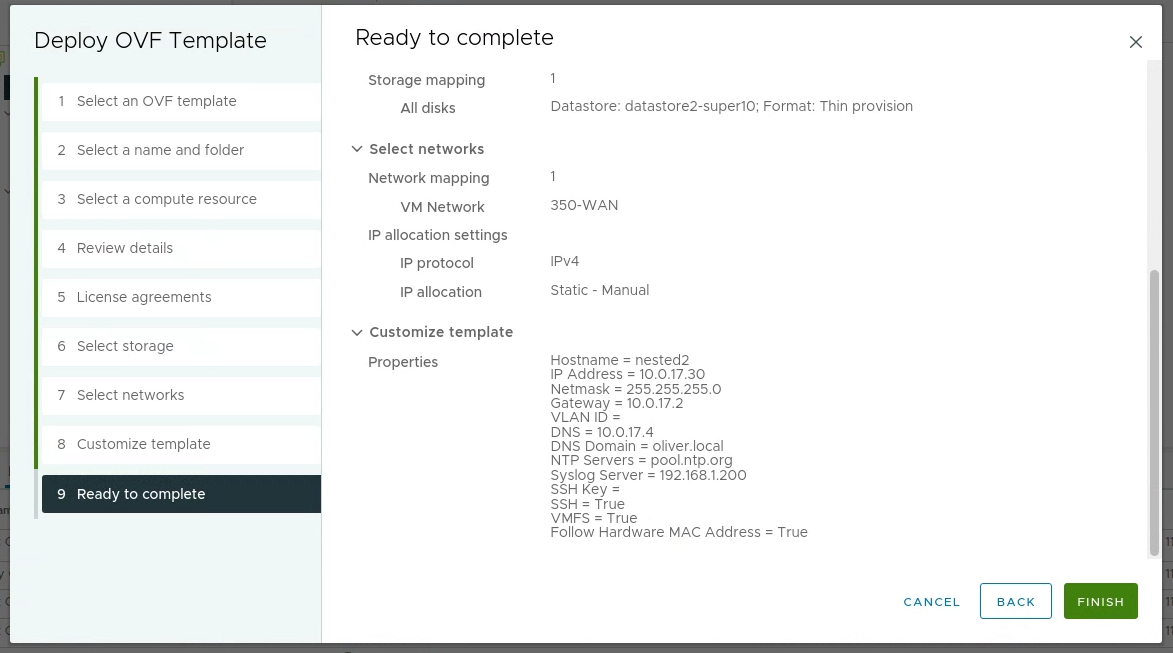 Deploy OVF Template
1 Select an OVF template
2 Select a name and folder
3 Select a compute resource
4 Review details
5 License agreements
6 Select storage
7 Select networks
8 Customize template
9 Ready to complete
Ready to complete
Storage mapping 1
All disks Datastore: datastore2-super10; Format: Thin provision
Select networks
Network mapping 1
VM Network 350-WAN
IP allocation settings
IP protocol IPv4
IP allocation Static - Manual
Customize template
Properties Hostname = nested2
IP Address = 10.0.17.30
Netmask = 255.255.255.0
Gateway = 10.0.17.2
VLAN ID =
DNS = 10.0.17.4
DNS Domain = oliver.local
NTP Servers = pool.ntp.org
Syslog Server = 192.168.1.200
SSH Key =
SSH = True
VMFS = True
Follow Hardware MAC Address = True
CANCEL BACK FINISH